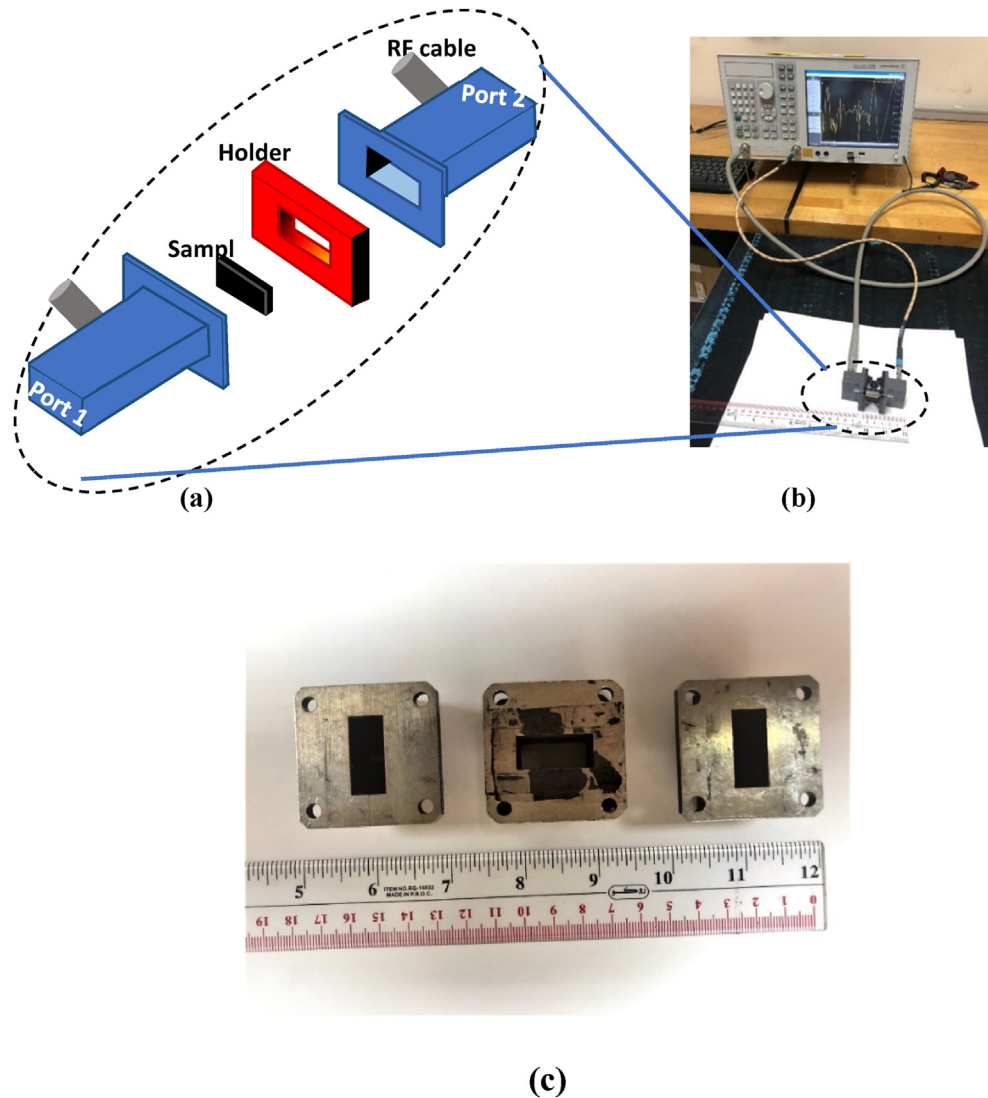 RF cable
Port 2
Holder
Sampl
Port 1
(a)
(b)
5 6 7 8 9 10 11 12
ITEM NO.RG-16032
MADE IN P.R.O.C.
19 18 17 16 15 14 13 12 11 10 9 8 7 6 5 4 3 2 1 0
(c)